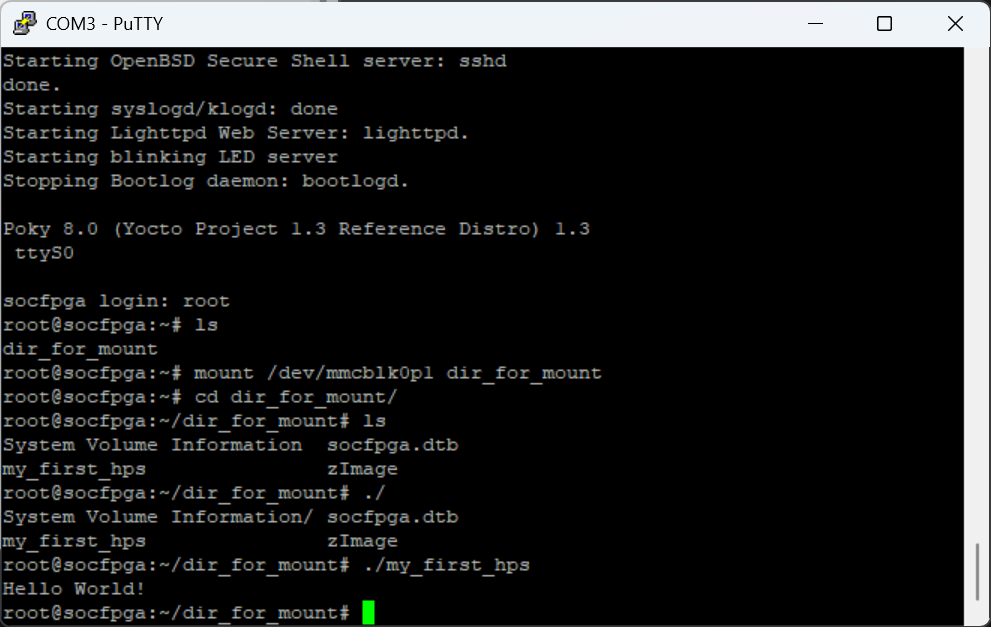 COM3 - PuTTY
Starting OpenBSD Secure Shell server: sshd
done.
Starting syslogd/klogd: done
Starting Lighttpd Web Server: lighttpd.
Starting blinking LED server
Stopping Bootlog daemon: bootlogd.
Poky 8.0 (Yocto Project 1.3 Reference Distro) 1.3
 ttyS0
socfpga login: root
root@socfpga:~# ls
dir_for_mount
root@socfpga:~# mount /dev/mmcblk0p1 dir_for_mount
root@socfpga:~# cd dir_for_mount/
root@socfpga:~/dir_for_mount# ls
System Volume Information  socfpga.dtb
my_first_hps               zImage
root@socfpga:~/dir_for_mount# ./
System Volume Information/ socfpga.dtb
my_first_hps               zImage
root@socfpga:~/dir_for_mount# ./my_first_hps
Hello World!
root@socfpga:~/dir_for_mount#